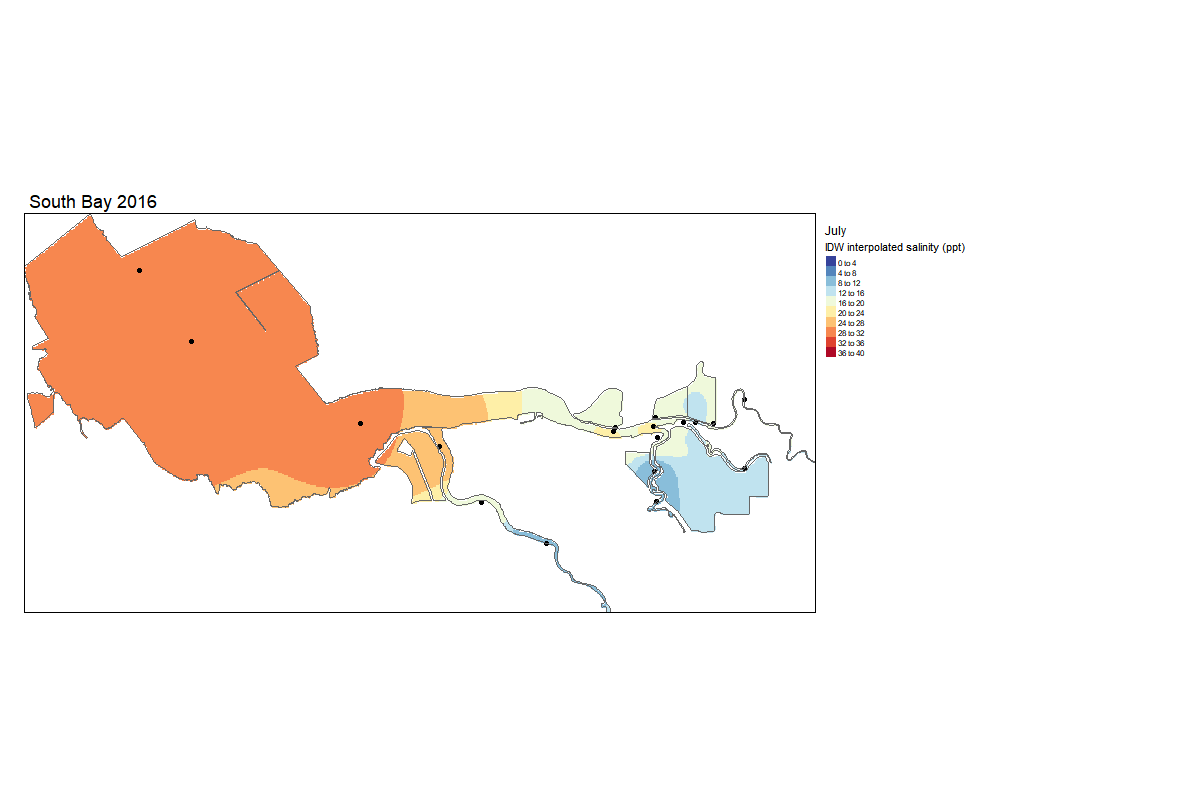 South Bay 2016
July
IDW interpolated salinity (ppt)
0 to 4
4 to 8
8 to 12
12 to 16
16 to 20
20 to 24
24 to 28
28 to 32
32 to 36
36 to 40